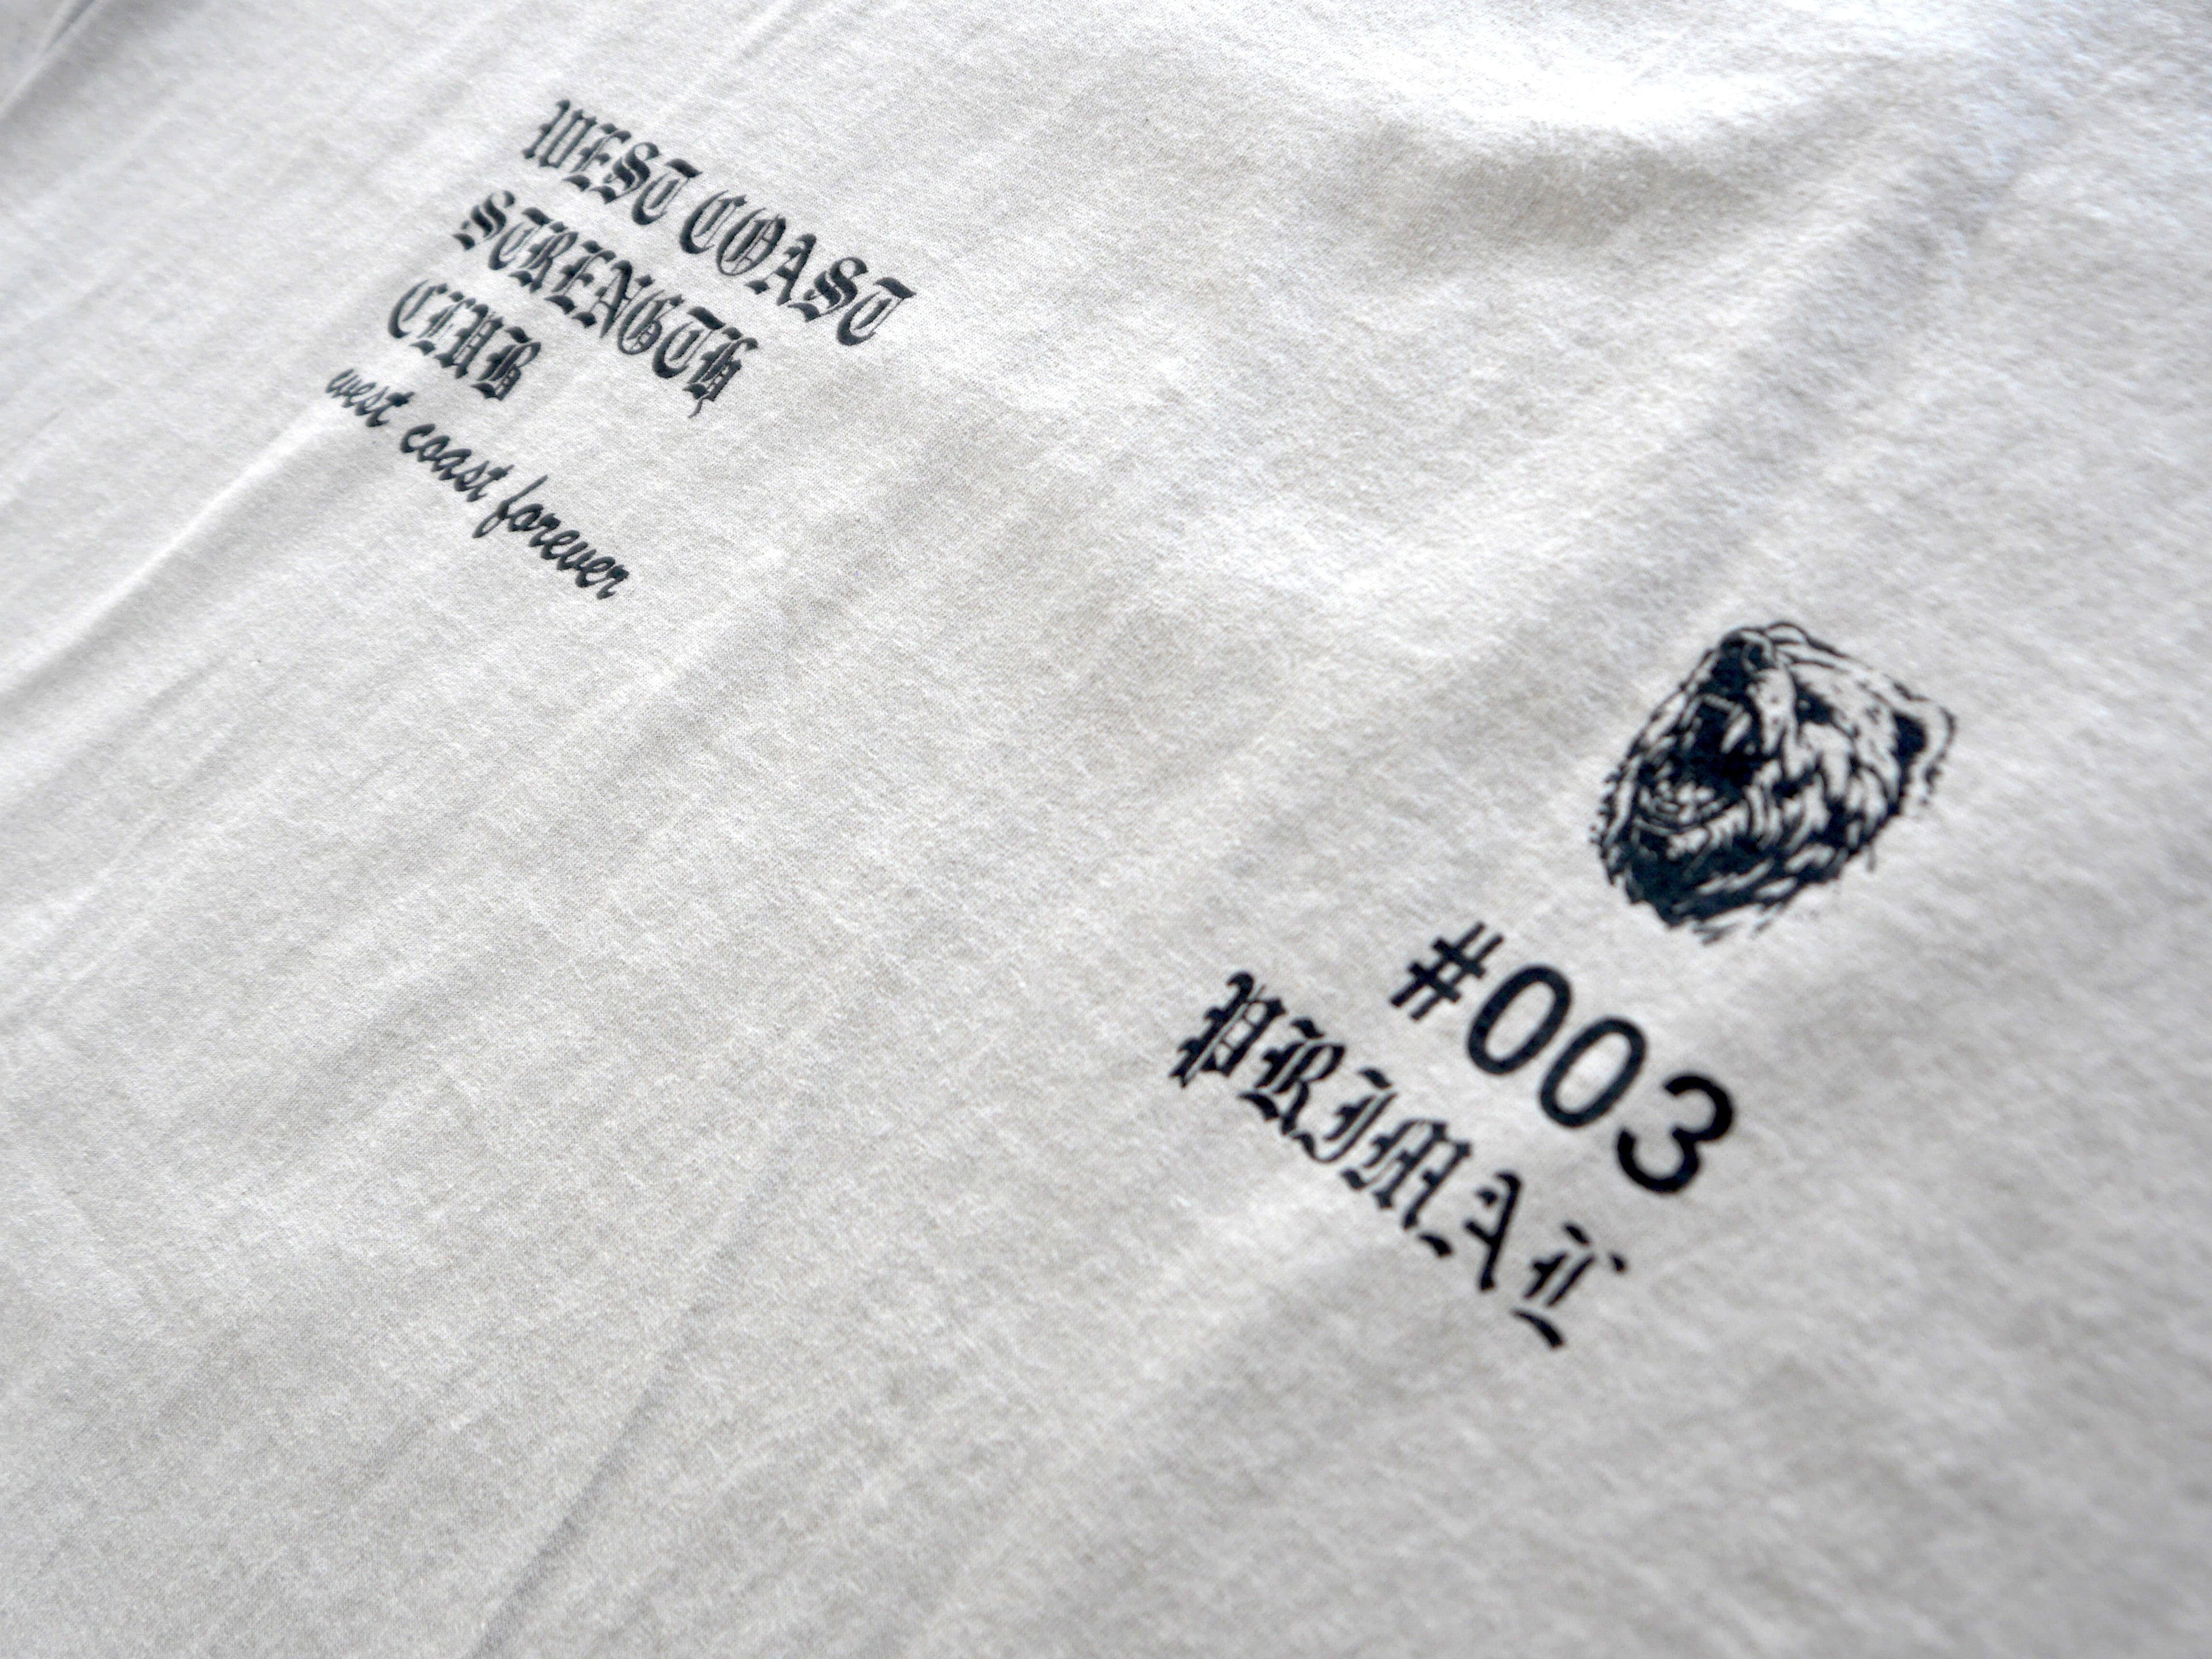 WEST COAST
STRENGTH
CLUB
west coast forever
#003
PRIMAL